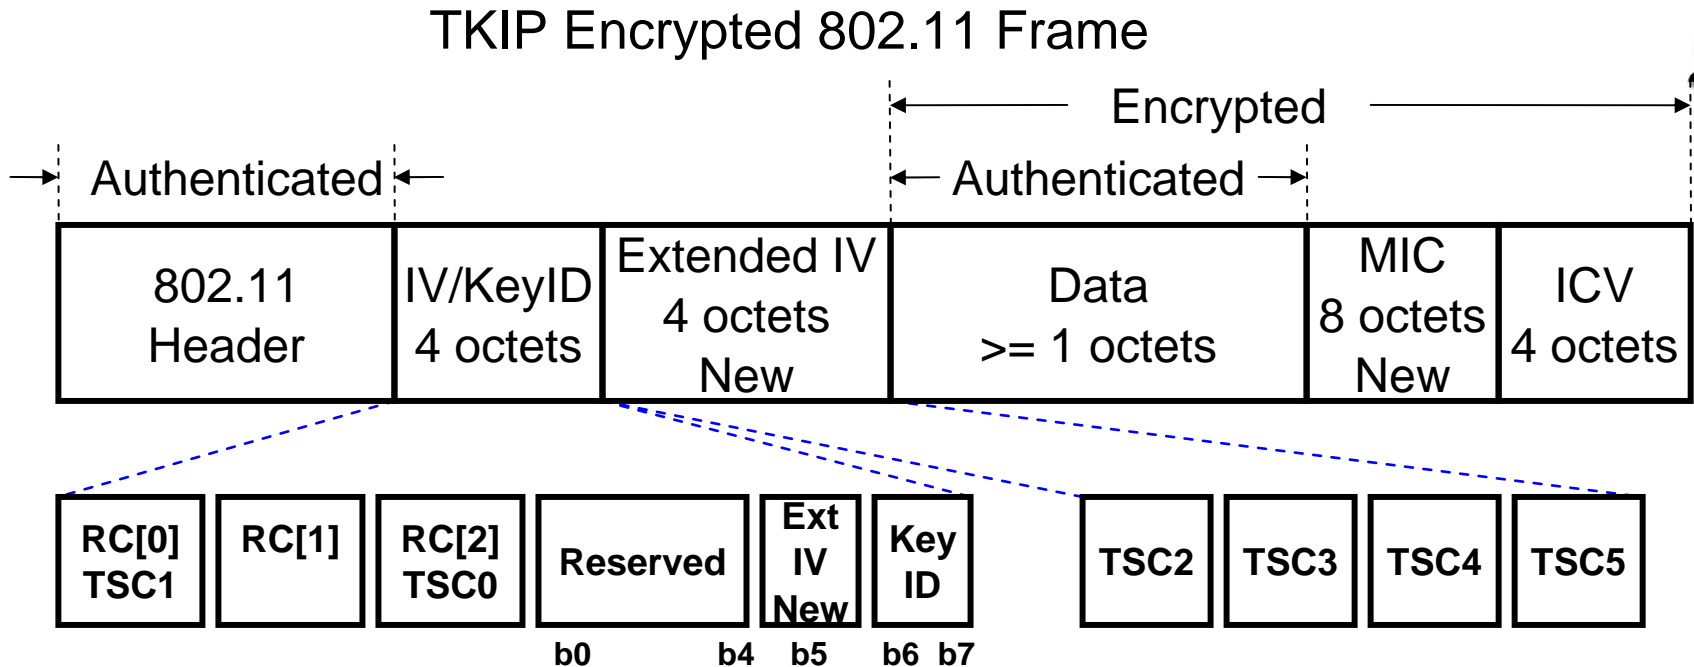 TKIP Encrypted 802.11 Frame
Encrypted
Authenticated
Authenticated
802.11
Header
IV/KeyID
4 octets
Extended IV
4 octets
New
Data
>= 1 octets
MIC
8 octets
New
ICV
4 octets
RC[0]
TSC1
RC[1]
RC[2]
TSC0
Reserved
Ext
IV
New
Key
ID
TSC2
TSC3
TSC4
TSC5
b0
b4
b5
b6
b7